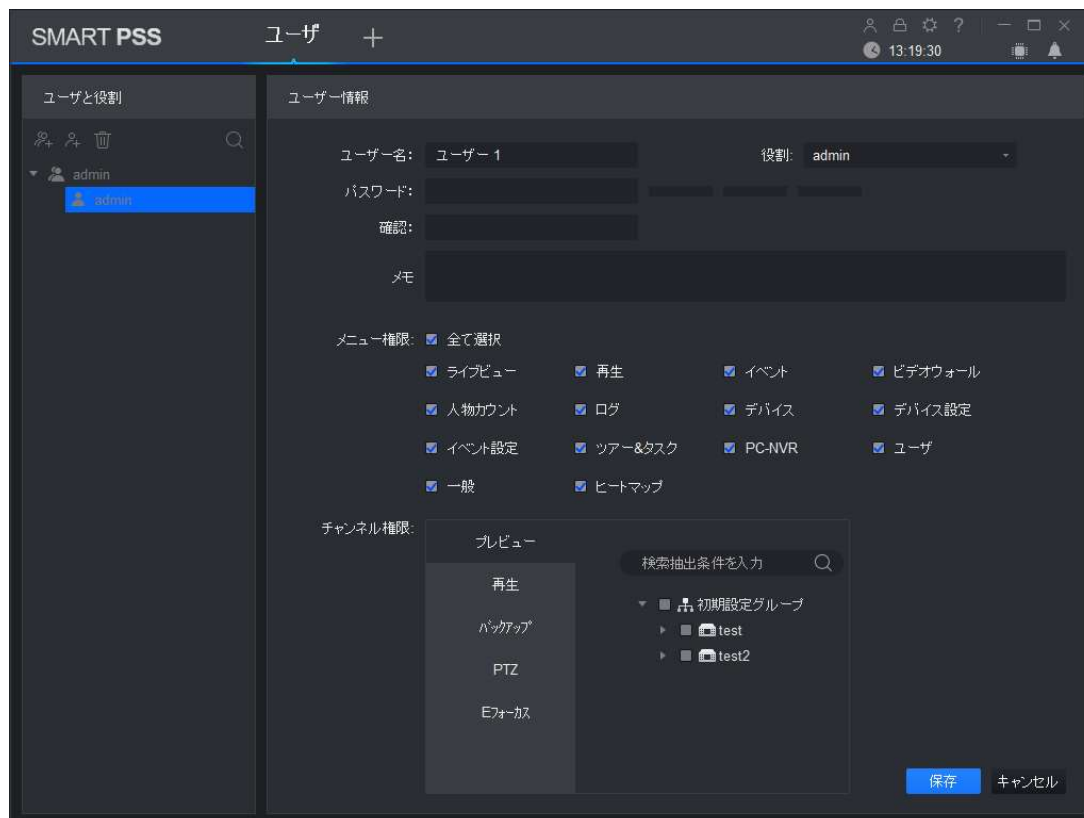 SMART PSS
ユーザ
13:19:30
ユーザと役割
admin
admin
ユーザー情報
ユーザー名: ユーザー 1 役割: admin
パスワード:
確認:
メモ
メニュー権限: 全て選択
ライブビュー 再生 イベント ビデオウォール
人物カウント ログ デバイス デバイス設定
イベント設定 ツアー&タスク PC-NVR ユーザ
一般 ヒートマップ
チャンネル権限:
プレビュー
再生
バックアップ
PTZ
Eフォーカス
検索抽出条件を入力
初期設定グループ
test
test2
保存 キャンセル